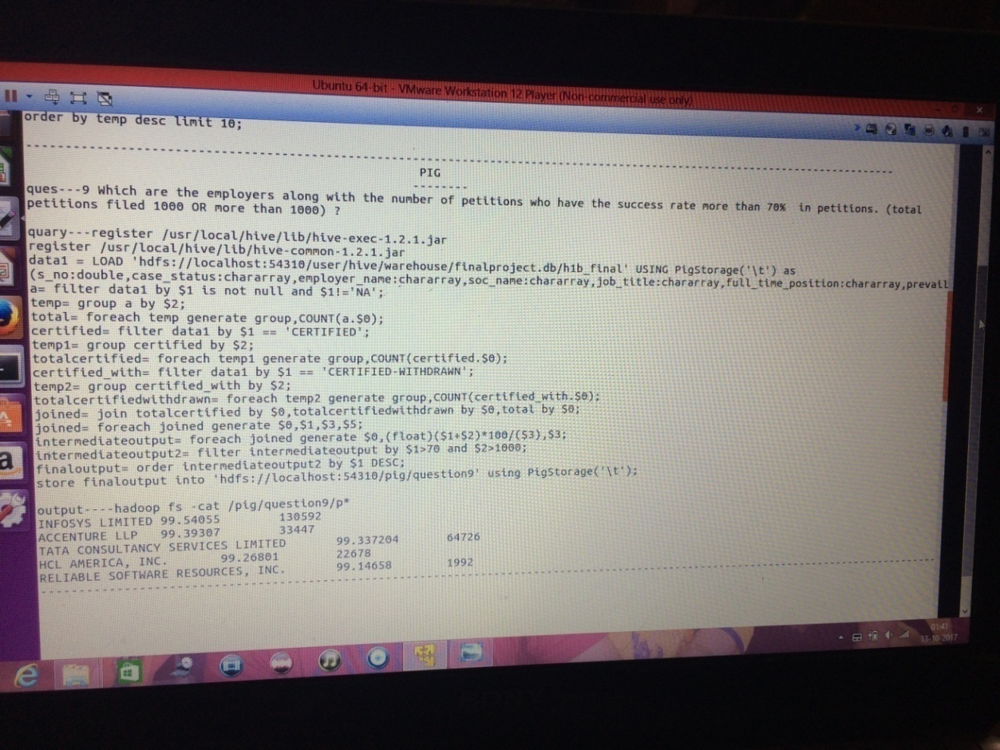 Ubuntu 64-bit - VMware Workstation 12 Player (Non-commercial use only)
order by temp desc limit 10;
PIG
ques---9 Which are the employers along with the number of petitions who have the success rate more than 70%  in petitions. (total
petitions filed 1000 OR more than 1000) ?
quary---register /usr/local/hive/lib/hive-exec-1.2.1.jar
register /usr/local/hive/lib/hive-common-1.2.1.jar
data1 = LOAD 'hdfs://localhost:54310/user/hive/warehouse/finalproject.db/h1b_final' USING PigStorage('\t') as
(s_no:double,case_status:chararray,employer_name:chararray,soc_name:chararray,job_title:chararray,full_time_position:chararray,prevail
a= filter data1 by $1 is not null and $1!='NA';
temp= group a by $2;
total= foreach temp generate group,COUNT(a.$0);
certified= filter data1 by $1 == 'CERTIFIED';
temp1= group certified by $2;
totalcertified= foreach temp1 generate group,COUNT(certified.$0);
certified_with= filter data1 by $1 == 'CERTIFIED-WITHDRAWN';
temp2= group certified_with by $2;
totalcertifiedwithdrawn= foreach temp2 generate group,COUNT(certified_with.$0);
joined= join totalcertified by $0,totalcertifiedwithdrawn by $0,total by $0;
joined= foreach joined generate $0,$1,$3,$5;
intermediateoutput= foreach joined generate $0,(float)($1+$2)*100/($3),$3;
intermediateoutput2= filter intermediateoutput by $1>70 and $2>1000;
finaloutput= order intermediateoutput2 by $1 DESC;
store finaloutput into 'hdfs://localhost:54310/pig/question9' using PigStorage('\t');
output----hadoop fs -cat /pig/question9/p*
INFOSYS LIMITED 99.54055 130592
ACCENTURE LLP 99.39307 33447
TATA CONSULTANCY SERVICES LIMITED 99.337204 64726
HCL AMERICA, INC. 99.26801 22678
RELIABLE SOFTWARE RESOURCES, INC. 99.14658 1992
01:41
13-10-2017